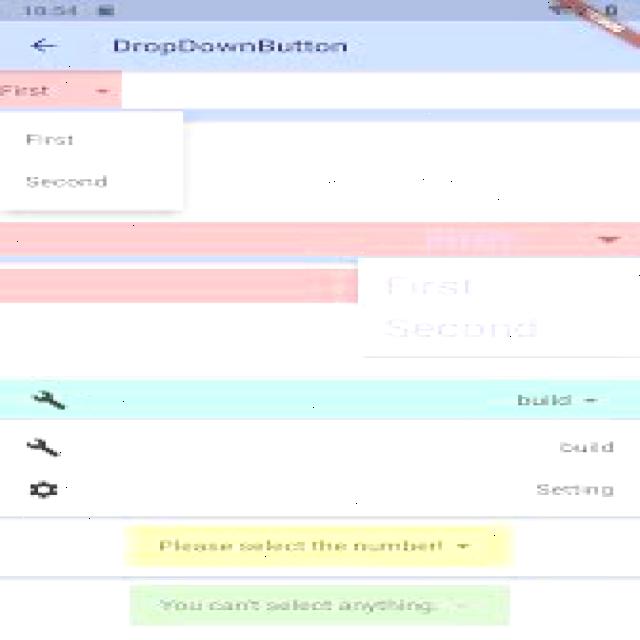 10:54
DropDownButton
First
First
Second
First
Second
build
build
Setting
Please select the number!
You can't select anything.